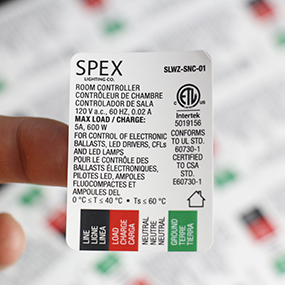 SPEX
LIGHTING CO.
SLWZ-SNC-01
ROOM CONTROLLER
CONTRÔLEUR DE CHAMBRE
CONTROLADOR DE SALA
120 V a.c., 60 HZ, 0.02 A
MAX LOAD / CHARGE:
5A, 600 W
FOR CONTROL OF ELECTRONIC
BALLASTS, LED DRIVERS, CFLs
AND LED LAMPS
POUR LE CONTRÔLE DE
BALLASTS ÉLECTRONIQUES,
PILOTES LED, AMPOLES
FLUOCOMPACTES ET
AMPOULES DEL
0 °C ≤ T ≤ 40 °C • Ts ≤ 60 °C
ETL
Intertek
5019156
CONFORMS
TO UL STD.
60730-1
CERTIFIED
TO CSA
STD.
E60730-1
LINE
LIGNE
LINEA
LOAD
CHARGE
CARGA
NEUTRAL
NEUTRE
NEUTRAL
GROUND
TERRE
TIERRA